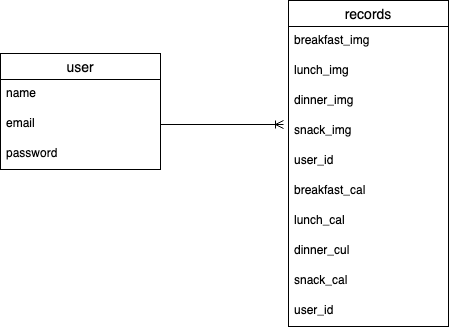 user
name
email
password
records
breakfast_img
lunch_img
dinner_img
snack_img
user_id
breakfast_cal
lunch_cal
dinner_cul
snack_cal
user_id